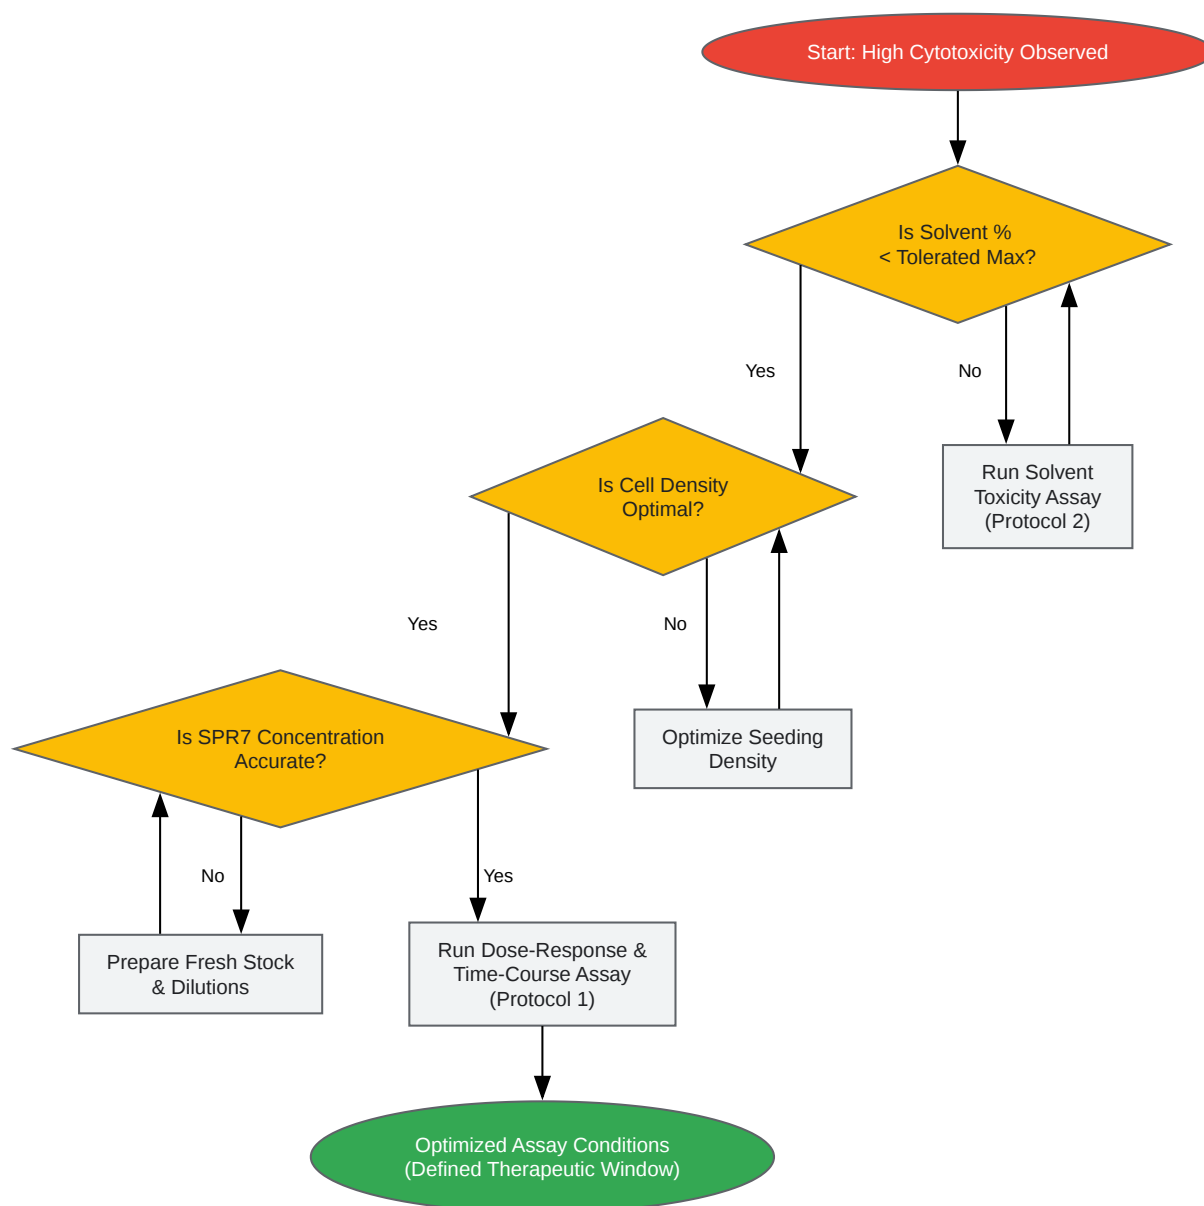 Start: High Cytotoxicity Observed
Is Solvent %
< Tolerated Max?
Yes
No
Run Solvent
Toxicity Assay
(Protocol 2)
Is Cell Density
Optimal?
Yes
No
Optimize Seeding
Density
Is SPR7 Concentration
Accurate?
No
Yes
Prepare Fresh Stock
& Dilutions
Run Dose-Response &
Time-Course Assay
(Protocol 1)
Optimized Assay Conditions
(Defined Therapeutic Window)